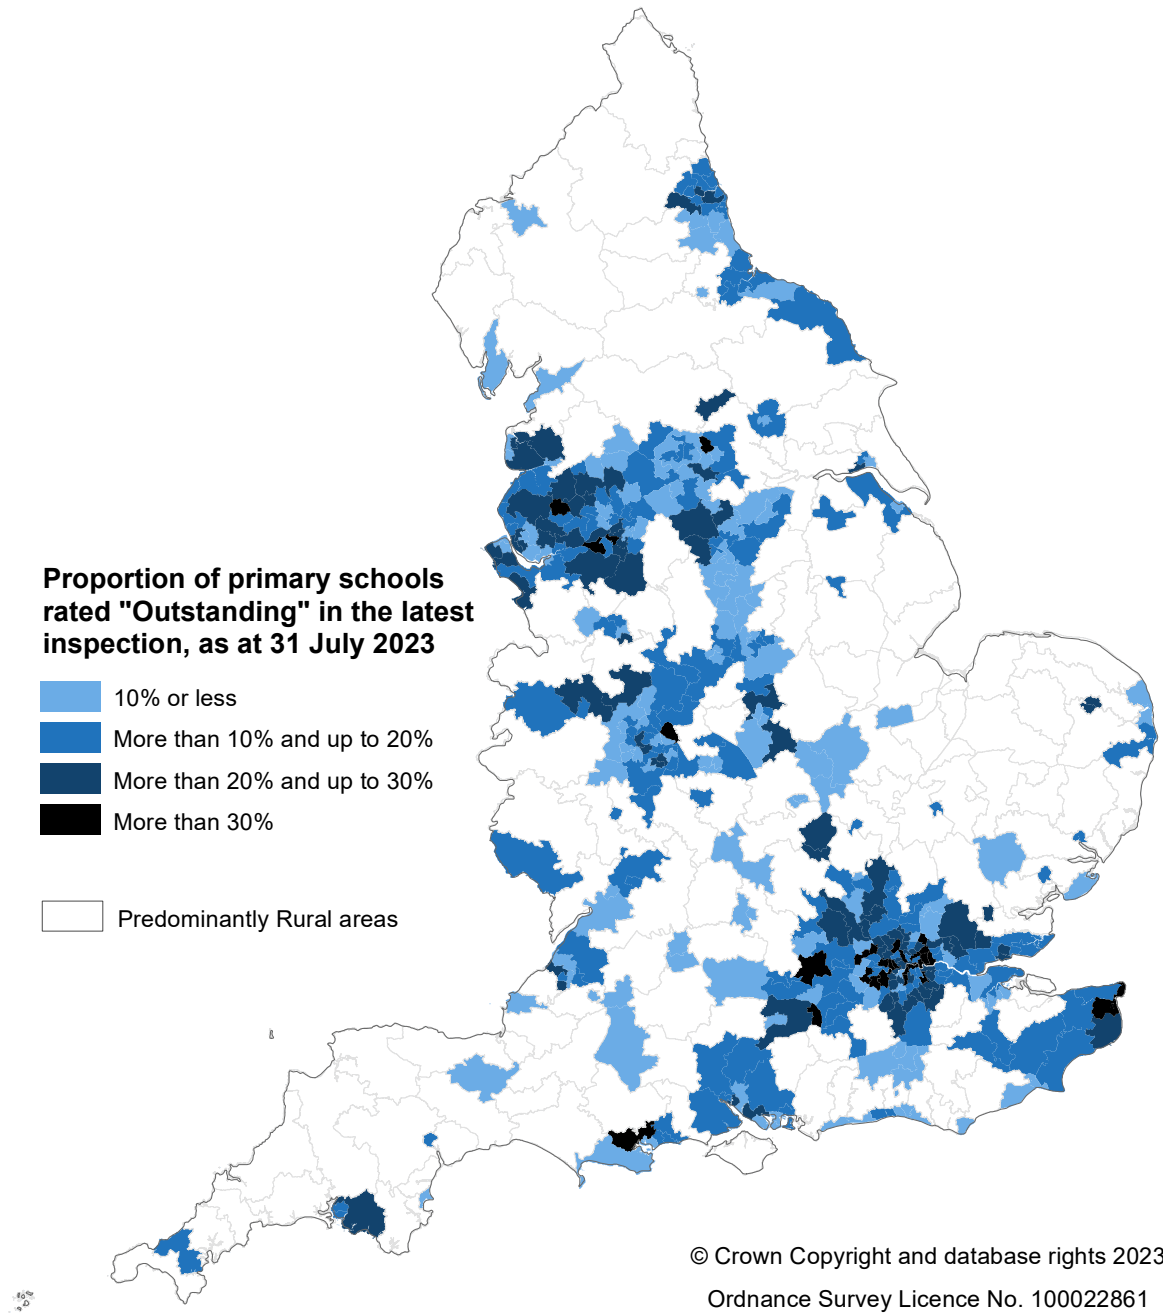 Proportion of primary schools
rated "Outstanding" in the latest
inspection, as at 31 July 2023
10% or less
More than 10% and up to 20%
More than 20% and up to 30%
More than 30%
Predominantly Rural areas
© Crown Copyright and database rights 2023
Ordnance Survey Licence No. 100022861